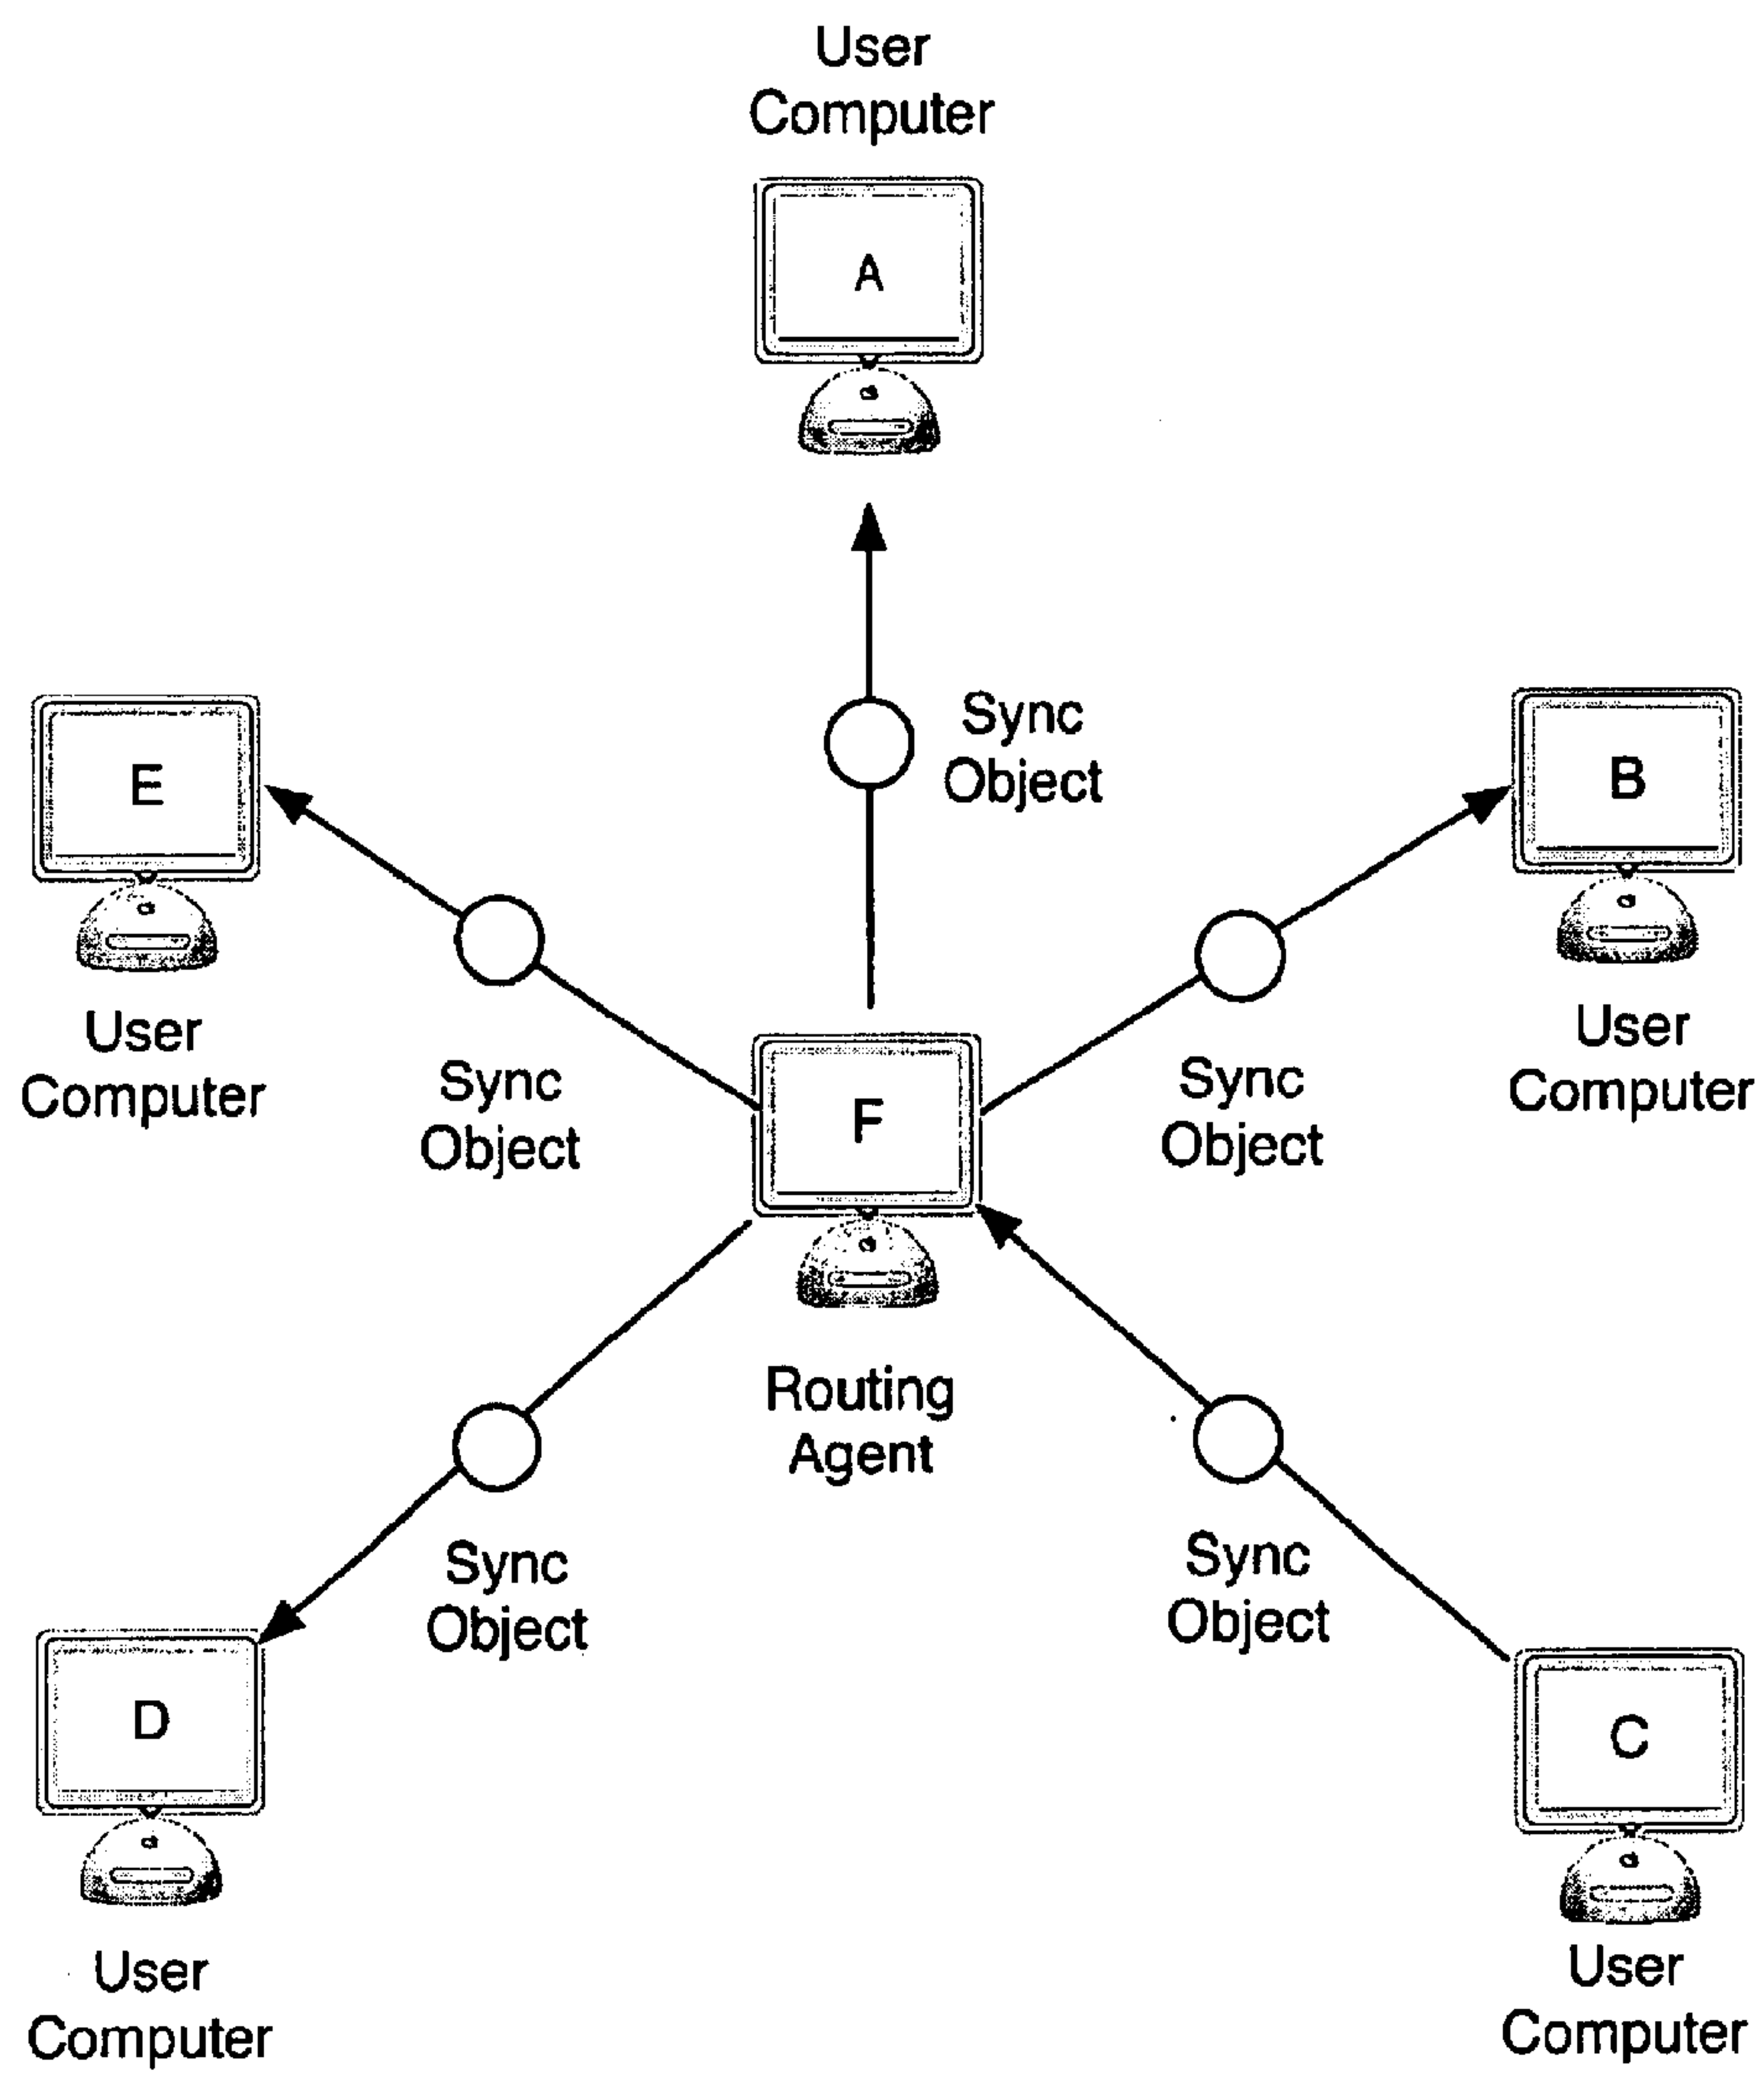 User
Computer
A
Sync
Object
E
B
User
Computer
User
Computer
Sync
Object
Sync
Object
F
Routing
Agent
Sync
Object
Sync
Object
D
C
User
Computer
User
Computer